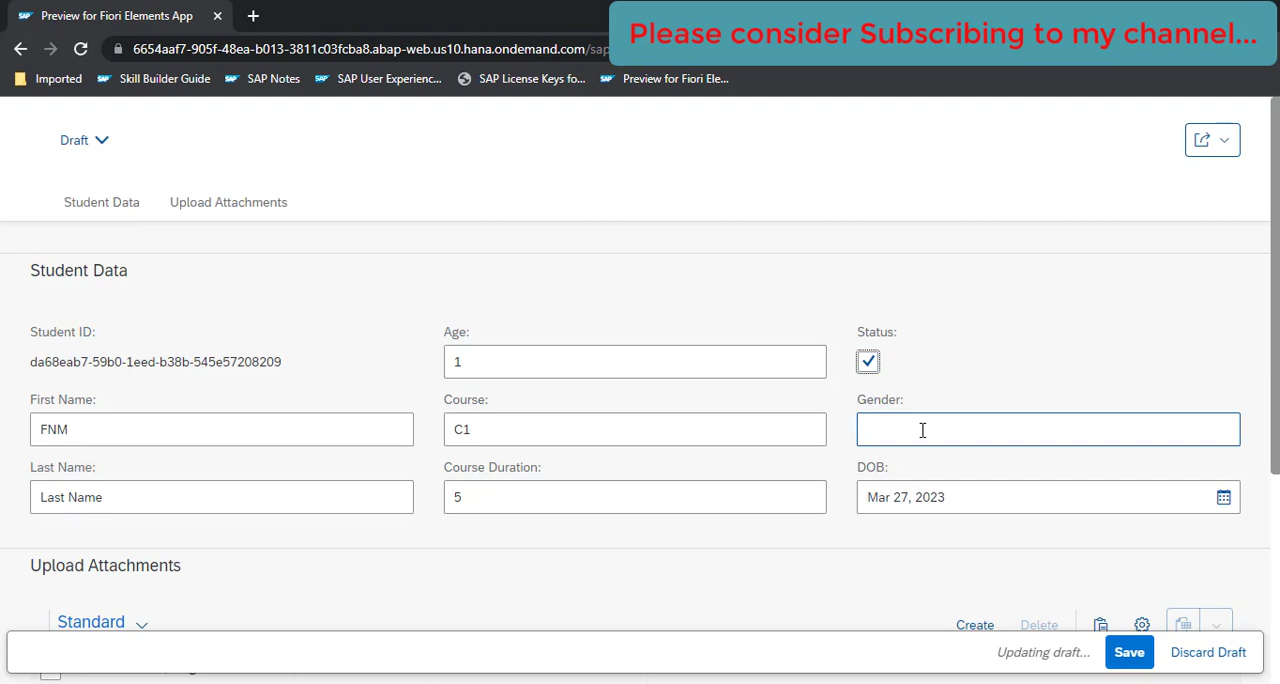 Preview for Fiori Elements App
Please consider Subscribing to my channel...
6654aaf7-905f-48ea-b013-3811c03fcba8.abap-web.us10.hana.ondemand.com/sap
Imported
Skill Builder Guide
SAP Notes
SAP User Experienc...
SAP License Keys fo...
Preview for Fiori Ele...
Draft
Student Data
Upload Attachments
Student Data
Student ID:
Age:
Status:
da68eab7-59b0-1eed-b38b-545e57208209
1
First Name:
Course:
Gender:
FNM
C1
Last Name:
Course Duration:
DOB:
Last Name
5
Mar 27, 2023
Upload Attachments
Standard
Create
Delete
Updating draft...
Save
Discard Draft